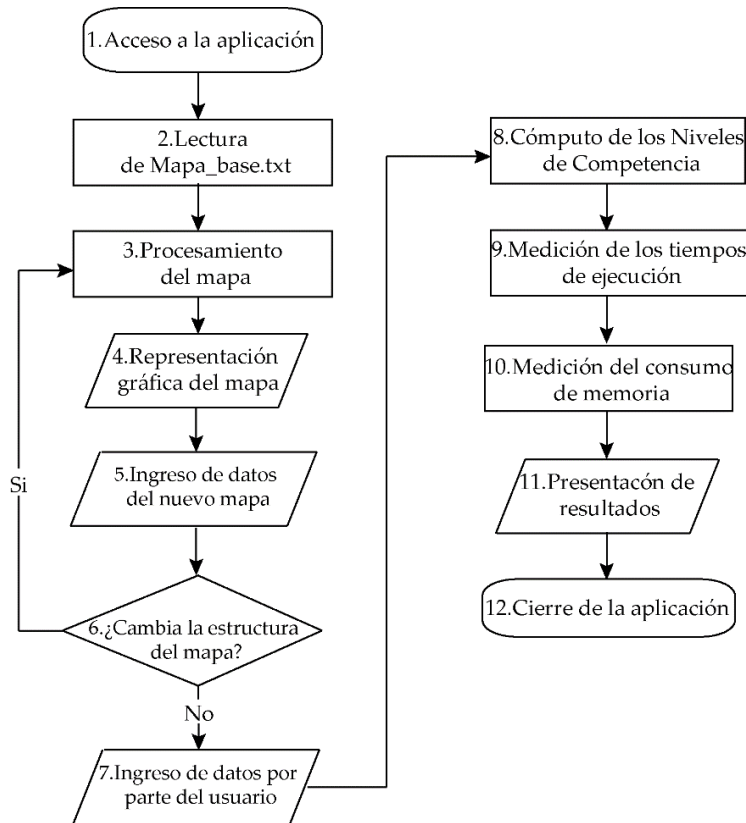 1.Acceso a la aplicación
2.Lectura
de Mapa_base.txt
3.Procesamiento
del mapa
4.Representación
gráfica del mapa
5.Ingreso de datos
del nuevo mapa
Si
6.¿Cambia la estructura
del mapa?
No
7.Ingreso de datos por
parte del usuario
8.Cómputo de los Niveles
de Competencia
9.Medición de los tiempos
de ejecución
10.Medición del consumo
de memoria
11.Presentacón de
resultados
12.Cierre de la aplicación